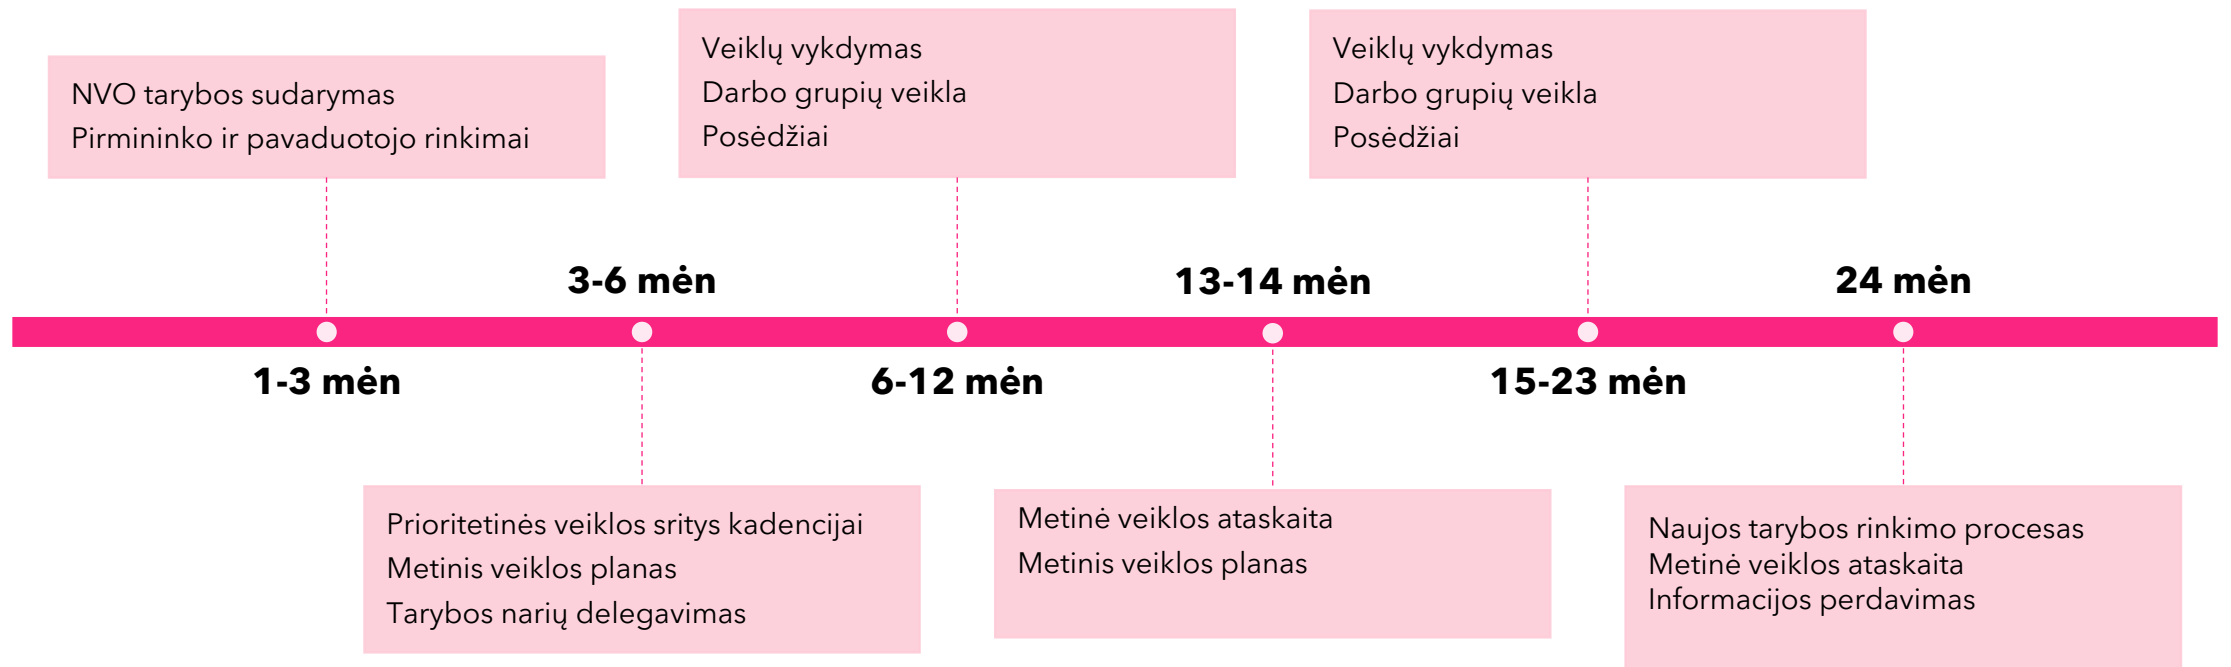 NVO tarybos sudarymas
Pirmininko ir pavaduotojo rinkimai
Veiklų vykdymas
Darbo grupių veikla
Posėdžiai
Veiklų vykdymas
Darbo grupių veikla
Posėdžiai
3-6 mėn
13-14 mėn
24 mėn
1-3 mėn
6-12 mėn
15-23 mėn
Prioritetinės veiklos sritys kadencijai
Metinis veiklos planas
Tarybos narių delegavimas
Metinė veiklos ataskaita
Metinis veiklos planas
Naujos tarybos rinkimo procesas
Metinė veiklos ataskaita
Informacijos perdavimas